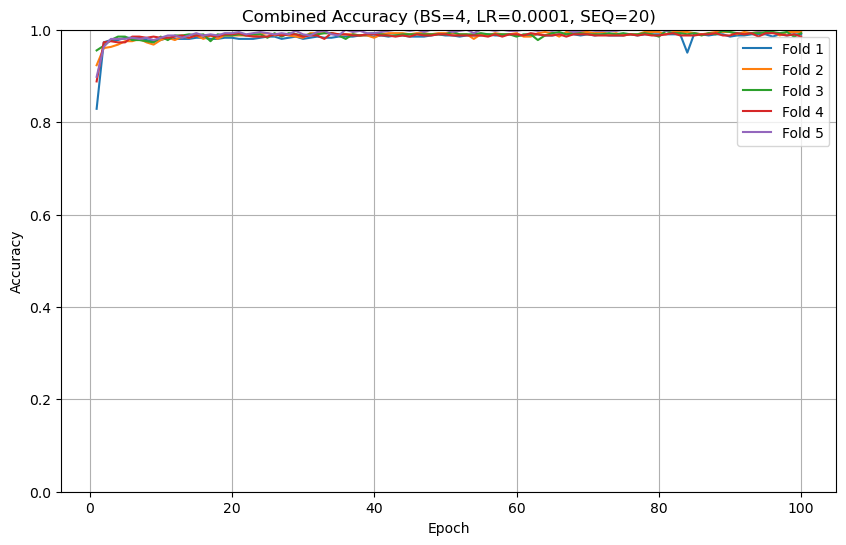 Combined Accuracy (BS=4, LR=0.0001, SEQ=20)
1.0
0.8
0.6
0.4
0.2
0.0
Accuracy
Fold 1
Fold 2
Fold 3
Fold 4
Fold 5
0
20
40
60
80
100
Epoch